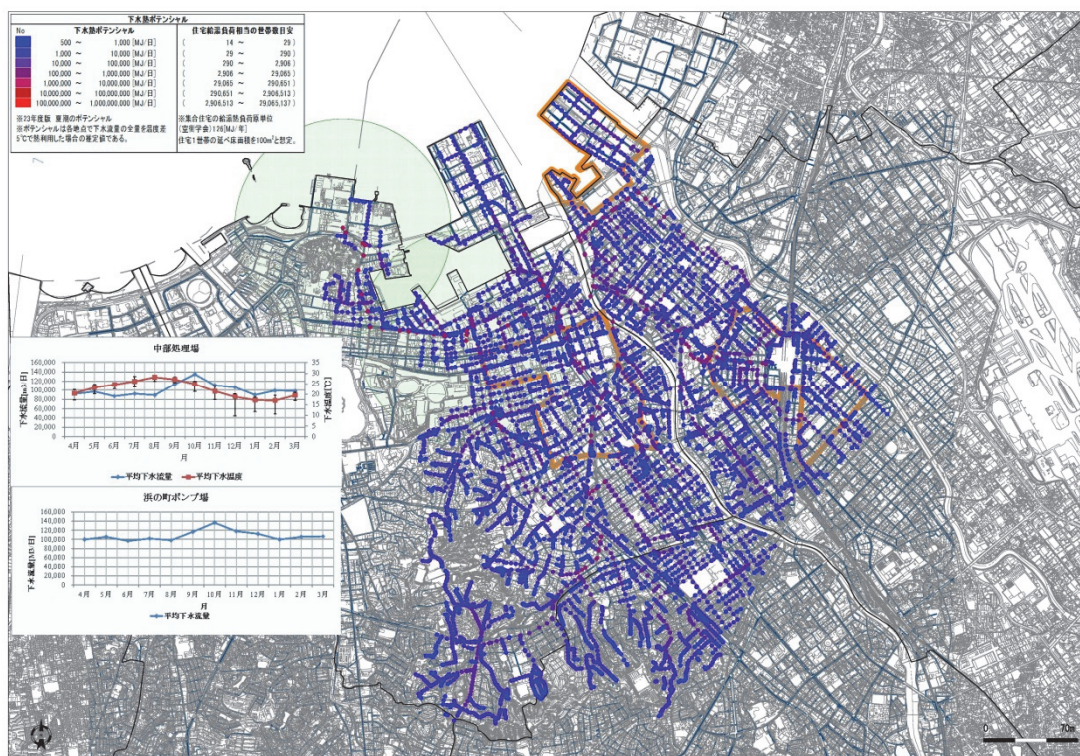 下水熱ポテンシャル
No 下水熱ポテンシャル 住宅給湯負荷相当の世帯数目安
500 ～ 1,000 [MJ/日] ( 14 ～ 29 )
1,000 ～ 10,000 [MJ/日] ( 29 ～ 290 )
10,000 ～ 100,000 [MJ/日] ( 290 ～ 2,906 )
100,000 ～ 1,000,000 [MJ/日] ( 2,906 ～ 29,065 )
1,000,000 ～ 10,000,000 [MJ/日] ( 29,065 ～ 290,651 )
10,000,000 ～ 100,000,000 [MJ/日] ( 290,651 ～ 2,906,513 )
100,000,000 ～ 1,000,000,000 [MJ/日] ( 2,906,513 ～ 29,065,137 )
※23年度版 夏期のポテンシャル
※ポテンシャルは各地点で下水流量の全量を温度差
5℃で熱利用した場合の推定値である。
※集合住宅の給湯熱負荷原単位
(空衛学会)126[MJ/年]
住宅1世帯の延べ床面積を100m²と想定。
中部処理場
下水流量[m3/日]
160,000
140,000
120,000
100,000
80,000
60,000
40,000
20,000
0
35
30
25
20
15
10
5
0
下水温度[℃]
4月 5月 6月 7月 8月 9月 10月 11月 12月 1月 2月 3月
月
平均下水流量 平均下水温度
浜の町ポンプ場
下水流量[M3/日]
160,000
140,000
120,000
100,000
80,000
60,000
40,000
20,000
0
4月 5月 6月 7月 8月 9月 10月 11月 12月 1月 2月 3月
月
平均下水流量
0 70m